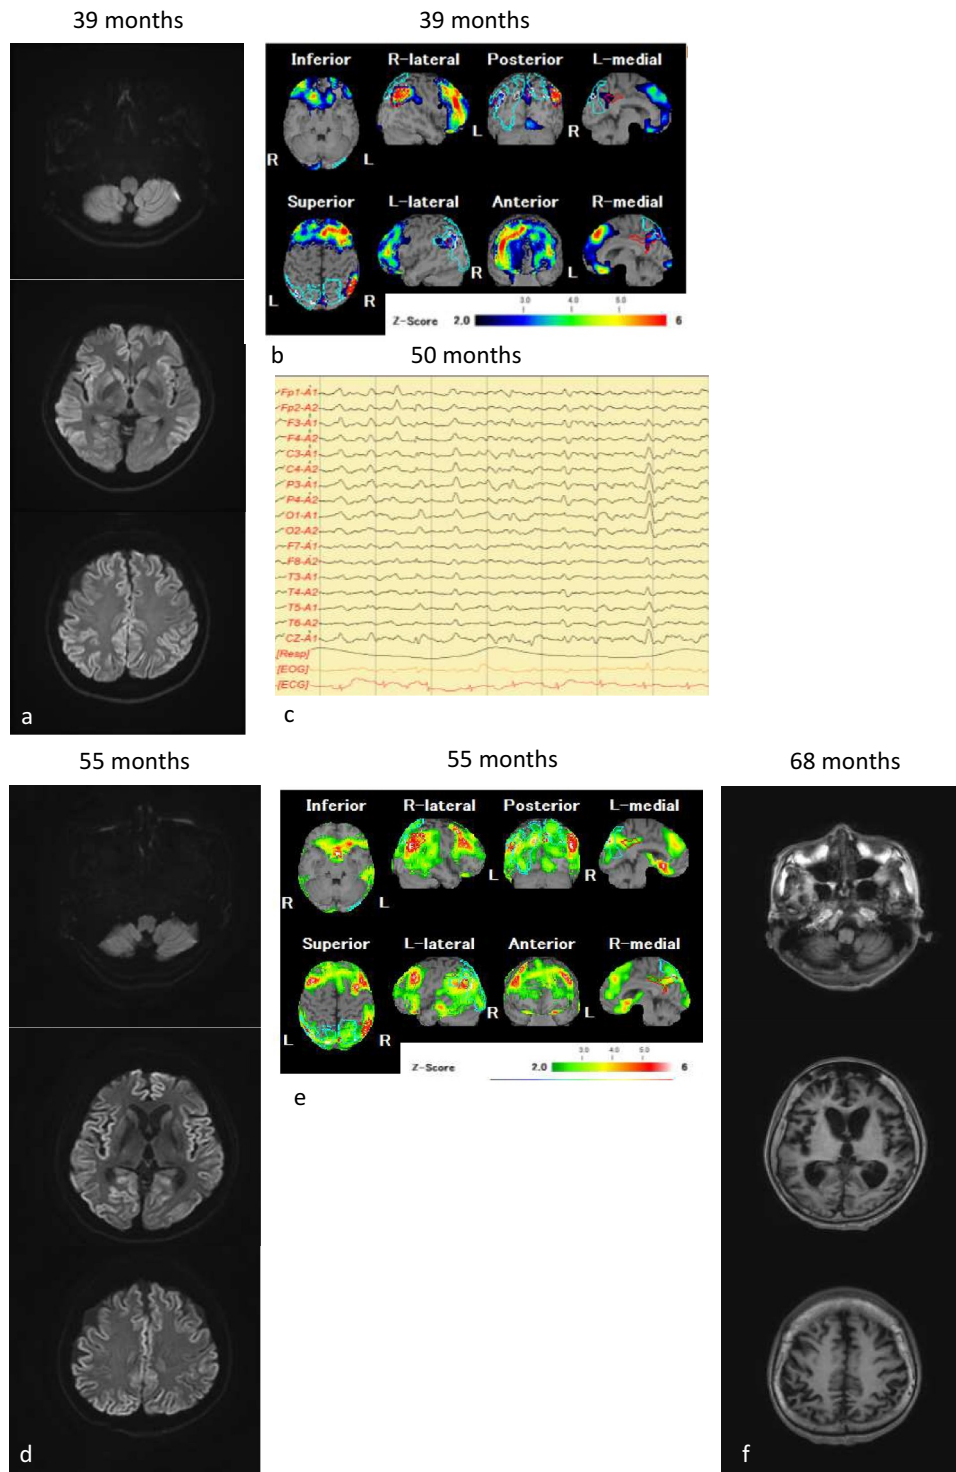 39 months
39 months
Inferior R-lateral Posterior L-medial
L R
R L
Superior L-lateral Anterior R-medial
R L
L R
3.0 4.0 5.0
Z-Score 2.0 6
a
b
50 months
Fp1-A1
Fp2-A2
F3-A1
F4-A2
C3-A1
C4-A2
P3-A1
P4-A2
O1-A1
O2-A2
F7-A1
F8-A2
T3-A1
T4-A2
T5-A1
T6-A2
CZ-A1
[Resp]
[EOG]
[ECG]
c
55 months
55 months
68 months
Inferior R-lateral Posterior L-medial
L R
R L
Superior L-lateral Anterior R-medial
R L
L R
3.0 4.0 5.0
Z-Score 2.0 6
e
d
f